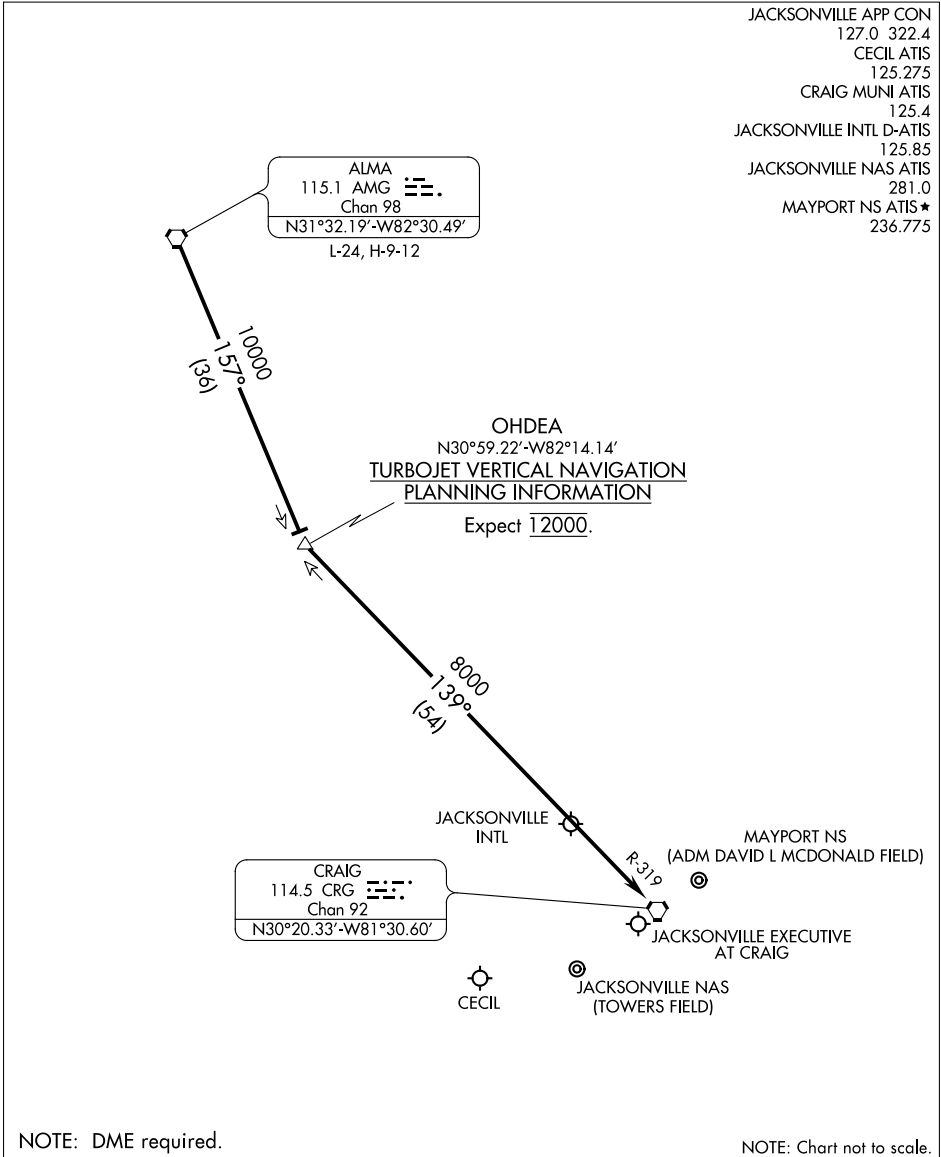 JACKSONVILLE APP CON
127.0 322.4
CECIL ATIS
125.275
CRAIG MUNI ATIS
125.4
JACKSONVILLE INTL D-ATIS
125.85
JACKSONVILLE NAS ATIS
281.0
MAYPORT NS ATIS★
236.775
ALMA
115.1 AMG
Chan 98
N31°32.19'-W82°30.49'
L-24, H-9-12
10000
157°
(36)
OHDEA
N30°59.22'-W82°14.14'
TURBOJET VERTICAL NAVIGATION
PLANNING INFORMATION
Expect 12000.
8000
139°
(54)
JACKSONVILLE
INTL
R-319
MAYPORT NS
(ADM DAVID L MCDONALD FIELD)
CRAIG
114.5 CRG
Chan 92
N30°20.33'-W81°30.60'
JACKSONVILLE EXECUTIVE
AT CRAIG
CECIL
JACKSONVILLE NAS
(TOWERS FIELD)
NOTE: DME required.
NOTE: Chart not to scale.